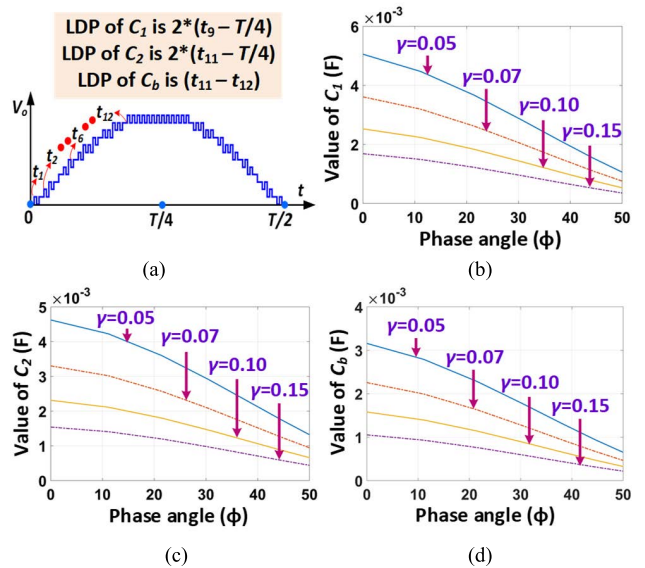 LDP of C₁ is 2*(t₉ – T/4)
LDP of C₂ is 2*(t₁₁ – T/4)
LDP of C_b is (t₁₁ – t₁₂)
Vₒ
t₁
t₂
t₆
t₁₂
0
T/4
T/2
t
(a)
Value of C₁ (F)
×10⁻³
6
4
2
0
γ=0.05
γ=0.07
γ=0.10
γ=0.15
0 10 20 30 40 50
Phase angle (ϕ)
(b)
Value of C₂ (F)
×10⁻³
5
4
3
2
1
0
γ=0.05
γ=0.07
γ=0.10
γ=0.15
0 10 20 30 40 50
Phase angle (ϕ)
(c)
Value of C_b (F)
×10⁻³
4
3
2
1
0
γ=0.05
γ=0.07
γ=0.10
γ=0.15
0 10 20 30 40 50
Phase angle (ϕ)
(d)